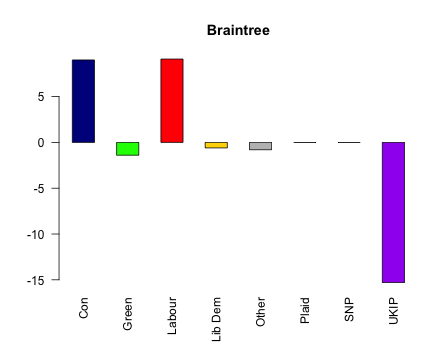 Braintree
5
0
-5
-10
-15
Con
Green
Labour
Lib Dem
Other
Plaid
SNP
UKIP